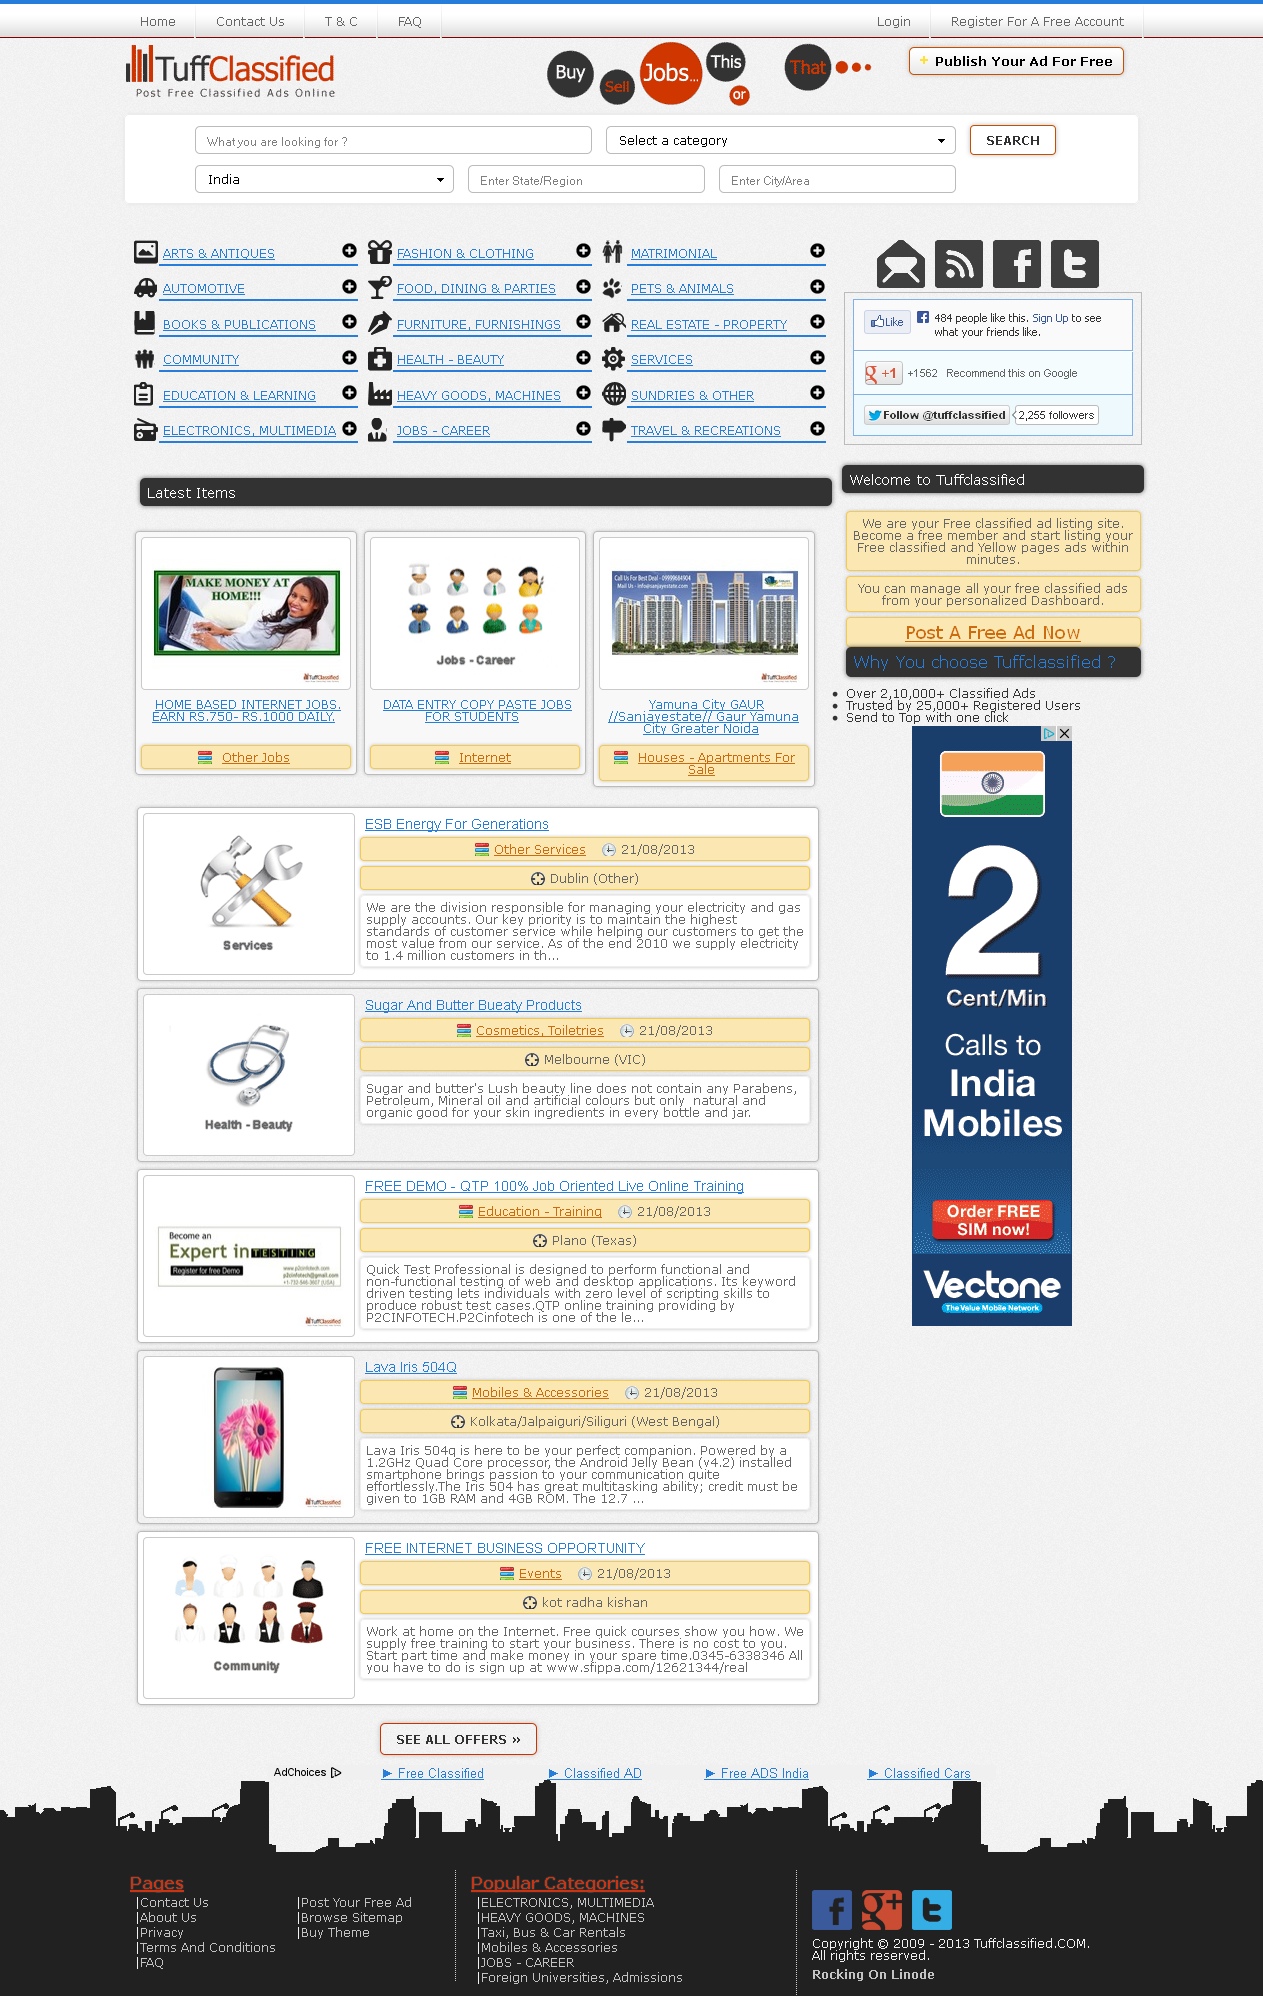 Home Contact Us T & C FAQ Login Register For A Free Account
TuffClassified
Post Free Classified Ads Online
Buy Sell Jobs... This or That
+ Publish Your Ad For Free
What you are looking for ? Select a category SEARCH
India Enter State/Region Enter City/Area
ARTS & ANTIQUES FASHION & CLOTHING MATRIMONIAL
AUTOMOTIVE FOOD, DINING & PARTIES PETS & ANIMALS
BOOKS & PUBLICATIONS FURNITURE, FURNISHINGS REAL ESTATE - PROPERTY
COMMUNITY HEALTH - BEAUTY SERVICES
EDUCATION & LEARNING HEAVY GOODS, MACHINES SUNDRIES & OTHER
ELECTRONICS, MULTIMEDIA JOBS - CAREER TRAVEL & RECREATIONS
Like 484 people like this. Sign Up to see
what your friends like.
g +1 +1562 Recommend this on Google
Follow @tuffclassified 2,255 followers
Latest Items
MAKE MONEY AT
HOME!!!
TuffClassified
HOME BASED INTERNET JOBS.
EARN RS.750- RS.1000 DAILY.
Other Jobs
Jobs - Career
DATA ENTRY COPY PASTE JOBS
FOR STUDENTS
Internet
Call Us For Best Deal - 09999684904
Mail Us - info@sanjayestate.com
TuffClassified
Yamuna City GAUR
//Sanjayestate// Gaur Yamuna
City Greater Noida
Houses - Apartments For
Sale
Welcome to Tuffclassified
We are your Free classified ad listing site.
Become a free member and start listing your
Free classified and Yellow pages ads within
minutes.
You can manage all your free classified ads
from your personalized Dashboard.
Post A Free Ad Now
Why You choose Tuffclassified ?
Over 2,10,000+ Classified Ads
Trusted by 25,000+ Registered Users
Send to Top with one click
2
Cent/Min
Calls to
India
Mobiles
Order FREE
SIM now!
Vectone
The Value Mobile Network
Services
ESB Energy For Generations
Other Services 21/08/2013
Dublin (Other)
We are the division responsible for managing your electricity and gas
supply accounts. Our key priority is to maintain the highest
standards of customer service while helping our customers to get the
most value from our service. As of the end 2010 we supply electricity
to 1.4 million customers in th...
Health - Beauty
Sugar And Butter Bueaty Products
Cosmetics, Toiletries 21/08/2013
Melbourne (VIC)
Sugar and butter's Lush beauty line does not contain any Parabens,
Petroleum, Mineral oil and artificial colours but only natural and
organic good for your skin ingredients in every bottle and jar.
Become an
Expert in TESTING
Register for free Demo
www.p2cinfotech.com
p2cinfotech@gmail.com
+1-732-546-3607 (USA)
TuffClassified
FREE DEMO - QTP 100% Job Oriented Live Online Training
Education - Training 21/08/2013
Plano (Texas)
Quick Test Professional is designed to perform functional and
non-functional testing of web and desktop applications. Its keyword
driven testing lets individuals with zero level of scripting skills to
produce robust test cases.QTP online training providing by
P2CINFOTECH.P2Cinfotech is one of the le...
TuffClassified
Lava Iris 504Q
Mobiles & Accessories 21/08/2013
Kolkata/Jalpaiguri/Siliguri (West Bengal)
Lava Iris 504q is here to be your perfect companion. Powered by a
1.2GHz Quad Core processor, the Android Jelly Bean (v4.2) installed
smartphone brings passion to your communication quite
effortlessly.The Iris 504 has great multitasking ability; credit must be
given to 1GB RAM and 4GB ROM. The 12.7 ...
Community
FREE INTERNET BUSINESS OPPORTUNITY
Events 21/08/2013
kot radha kishan
Work at home on the Internet. Free quick courses show you how. We
supply free training to start your business. There is no cost to you.
Start part time and make money in your spare time.0345-6338346 All
you have to do is sign up at www.sfippa.com/12621344/real
SEE ALL OFFERS »
AdChoices Free Classified Classified AD Free ADS India Classified Cars
Pages
|Contact Us |Post Your Free Ad
|About Us |Browse Sitemap
|Privacy |Buy Theme
|Terms And Conditions
|FAQ
Popular Categories:
|ELECTRONICS, MULTIMEDIA
|HEAVY GOODS, MACHINES
|Taxi, Bus & Car Rentals
|Mobiles & Accessories
|JOBS - CAREER
|Foreign Universities, Admissions
Copyright © 2009 - 2013 Tuffclassified.COM.
All rights reserved.
Rocking On Linode